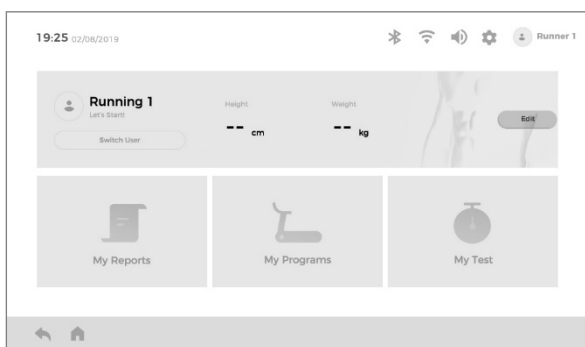 19:25 02/08/2019
Runner 1
Running 1
Let's Start!
Switch User
Height
-- cm
Weight
-- kg
Edit
My Reports
My Programs
My Test